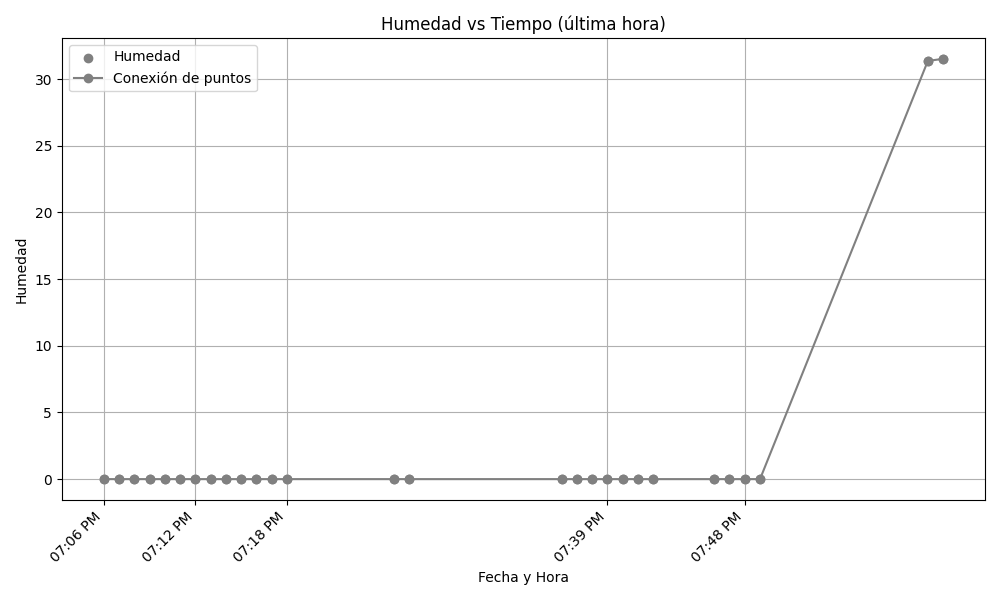 Humedad vs Tiempo (última hora)
Humedad
Conexión de puntos
30
25
20
15
10
5
0
Humedad
07:06 PM
07:12 PM
07:18 PM
07:39 PM
07:48 PM
Fecha y Hora